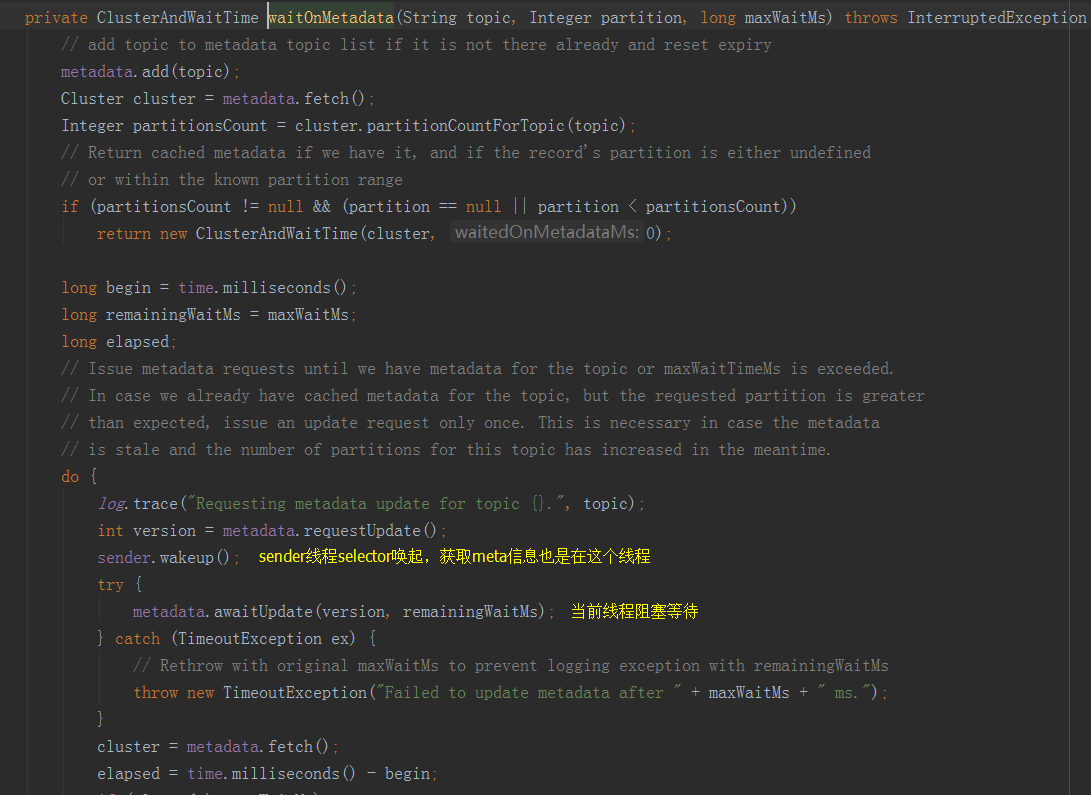 private ClusterAndWaitTime waitOnMetadata(String topic, Integer partition, long maxWaitMs) throws InterruptedException
// add topic to metadata topic list if it is not there already and reset expiry
metadata.add(topic);
Cluster cluster = metadata.fetch();
Integer partitionsCount = cluster.partitionCountForTopic(topic);
// Return cached metadata if we have it, and if the record's partition is either undefined
// or within the known partition range
if (partitionsCount != null && (partition == null || partition < partitionsCount))
return new ClusterAndWaitTime(cluster, waitedOnMetadataMs: 0);
long begin = time.milliseconds();
long remainingWaitMs = maxWaitMs;
long elapsed;
// Issue metadata requests until we have metadata for the topic or maxWaitTimeMs is exceeded.
// In case we already have cached metadata for the topic, but the requested partition is greater
// than expected, issue an update request only once. This is necessary in case the metadata
// is stale and the number of partitions for this topic has increased in the meantime.
do {
log.trace("Requesting metadata update for topic {}.", topic);
int version = metadata.requestUpdate();
sender.wakeup(); sender线程selector唤起，获取meta信息也是在这个线程
try {
metadata.awaitUpdate(version, remainingWaitMs); 当前线程阻塞等待
} catch (TimeoutException ex) {
// Rethrow with original maxWaitMs to prevent logging exception with remainingWaitMs
throw new TimeoutException("Failed to update metadata after " + maxWaitMs + " ms.");
}
cluster = metadata.fetch();
elapsed = time.milliseconds() - begin;